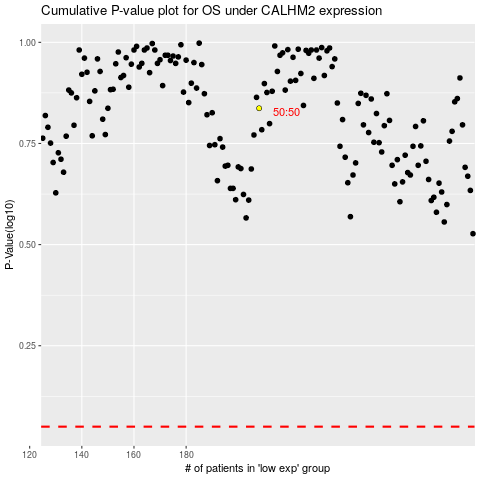 Cumulative P-value plot for OS under CALHM2 expression
1.00
0.75
0.50
0.25
P-Value(log10)
50:50
120 140 160 180
# of patients in 'low exp' group